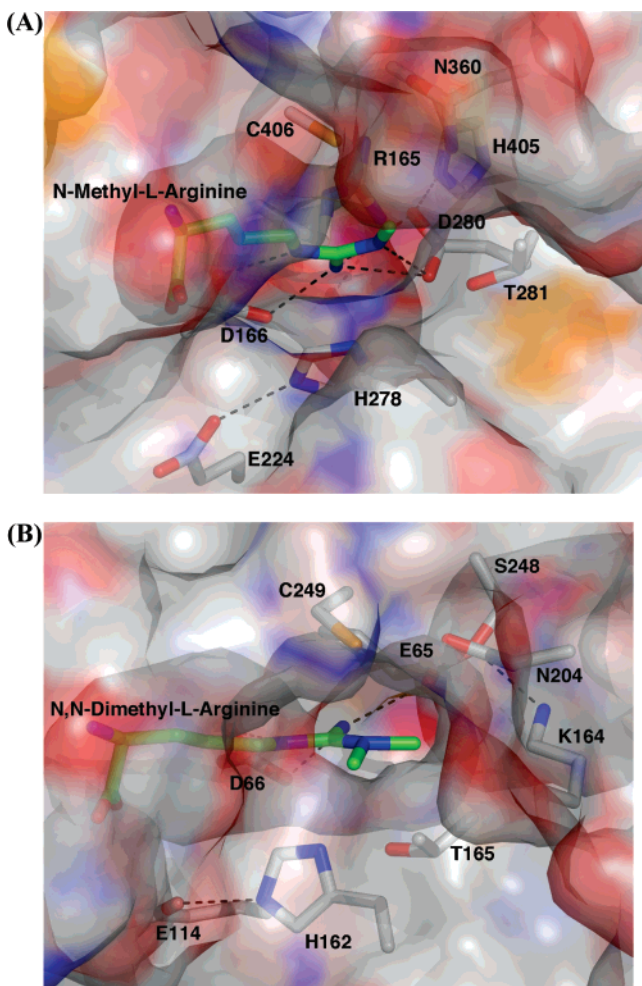 (A)
N360
C406
R165
H405
N-Methyl-L-Arginine
D280
T281
D166
H278
E224
(B)
S248
C249
E65
N204
N,N-Dimethyl-L-Arginine
K164
D66
T165
E114
H162